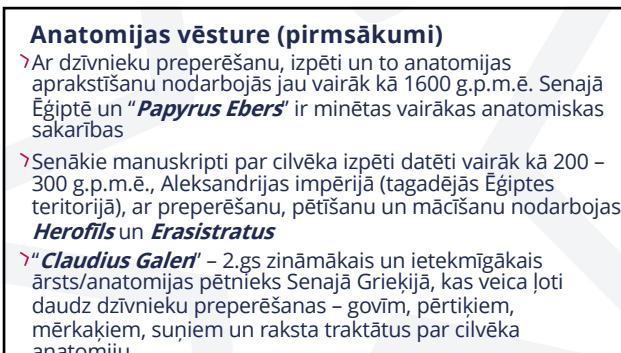 Anatomijas vēsture (pirmsākumi)
Ar dzīvnieku preperēšanu, izpēti un to anatomijas
aprakstīšanu nodarbojās jau vairāk kā 1600 g.p.m.ē. Senajā
Ēģiptē un “Papyrus Ebers” ir minētas vairākas anatomiskas
sakarības
Senākie manuskripti par cilvēka izpēti datēti vairāk kā 200 –
300 g.p.m.ē., Aleksandrijas impērijā (tagadējās Ēģiptes
teritorijā), ar preperēšanu, pētīšanu un mācīšanu nodarbojas
Herofils un Erasistratus
“Claudius Galen” – 2.gs zināmākais un ietekmīgākais
ārsts/anatomijas pētnieks Senajā Grieķijā, kas veica ļoti
daudz dzīvnieku preperēšanas – govīm, pērtiķiem,
mērkaķiem, suņiem un raksta traktātus par cilvēka
anatomiju